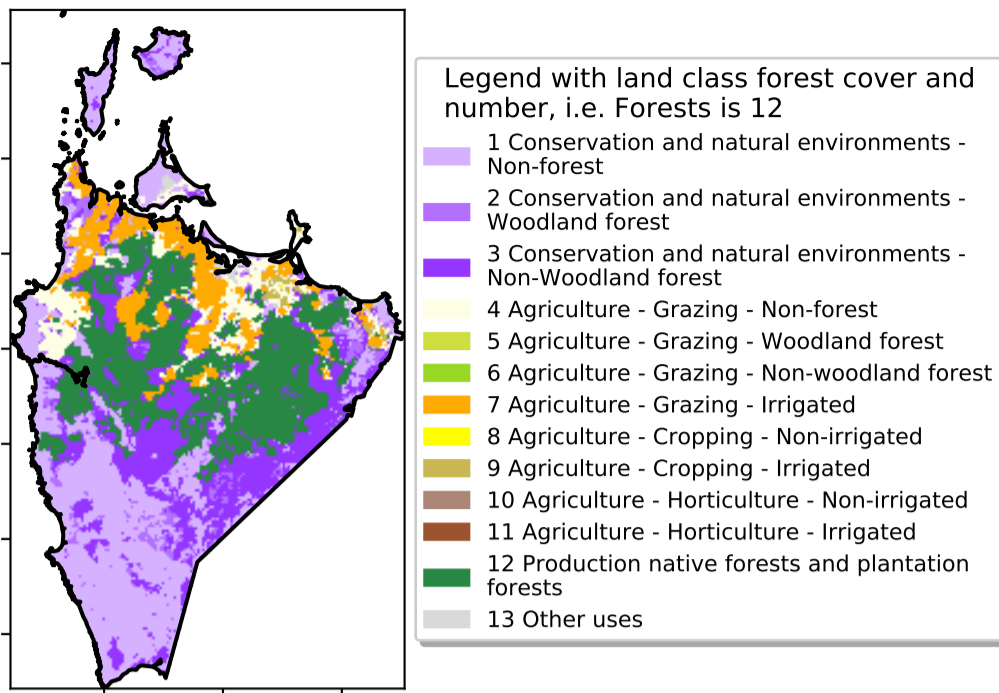 Legend with land class forest cover and
number, i.e. Forests is 12
1 Conservation and natural environments -
Non-forest
2 Conservation and natural environments -
Woodland forest
3 Conservation and natural environments -
Non-Woodland forest
4 Agriculture - Grazing - Non-forest
5 Agriculture - Grazing - Woodland forest
6 Agriculture - Grazing - Non-woodland forest
7 Agriculture - Grazing - Irrigated
8 Agriculture - Cropping - Non-irrigated
9 Agriculture - Cropping - Irrigated
10 Agriculture - Horticulture - Non-irrigated
11 Agriculture - Horticulture - Irrigated
12 Production native forests and plantation
forests
13 Other uses